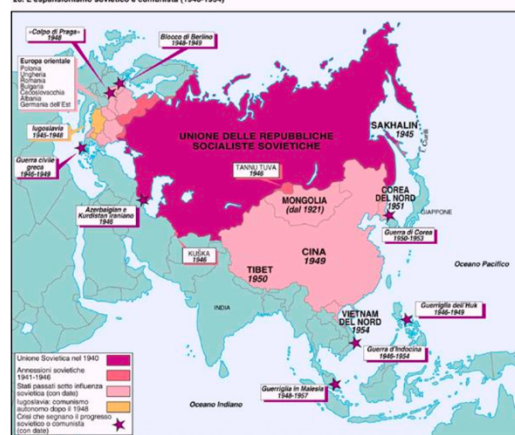 «Colpo di Praga»
1948
Blocco di Berlino
1948-1949
Europa orientale
Polonia
Ungheria
Romania
Bulgaria
Cecoslovacchia
Albania
Germania dell'Est
Iugoslavia
1945-1948
Guerra civile
greca
1946-1949
UNIONE DELLE REPUBBLICHE
SOCIALISTE SOVIETICHE
SAKHALIN
1945
I. Curili
TANNU TUVA
1946
MONGOLIA
(dal 1921)
COREA
DEL NORD
1951
GIAPPONE
Guerra di Corea
1950-1953
Azerbaigian e
Kurdistan iraniano
1946
KUŠKA
1946
CINA
1949
TIBET
1950
Oceano Pacifico
INDIA
VIETNAM
DEL NORD
1954
Guerriglia dell'Huk
1946-1949
Guerra d'Indocina
1946-1954
Guerriglia in Malesia
1948-1957
Oceano Indiano
Unione Sovietica nel 1940
Annessioni sovietiche
1941-1946
Stati passati sotto influenza
sovietica (con date)
Iugoslavia: comunismo
autonomo dopo il 1948
Crisi che segnano il progresso
sovietico o comunista
(con date)